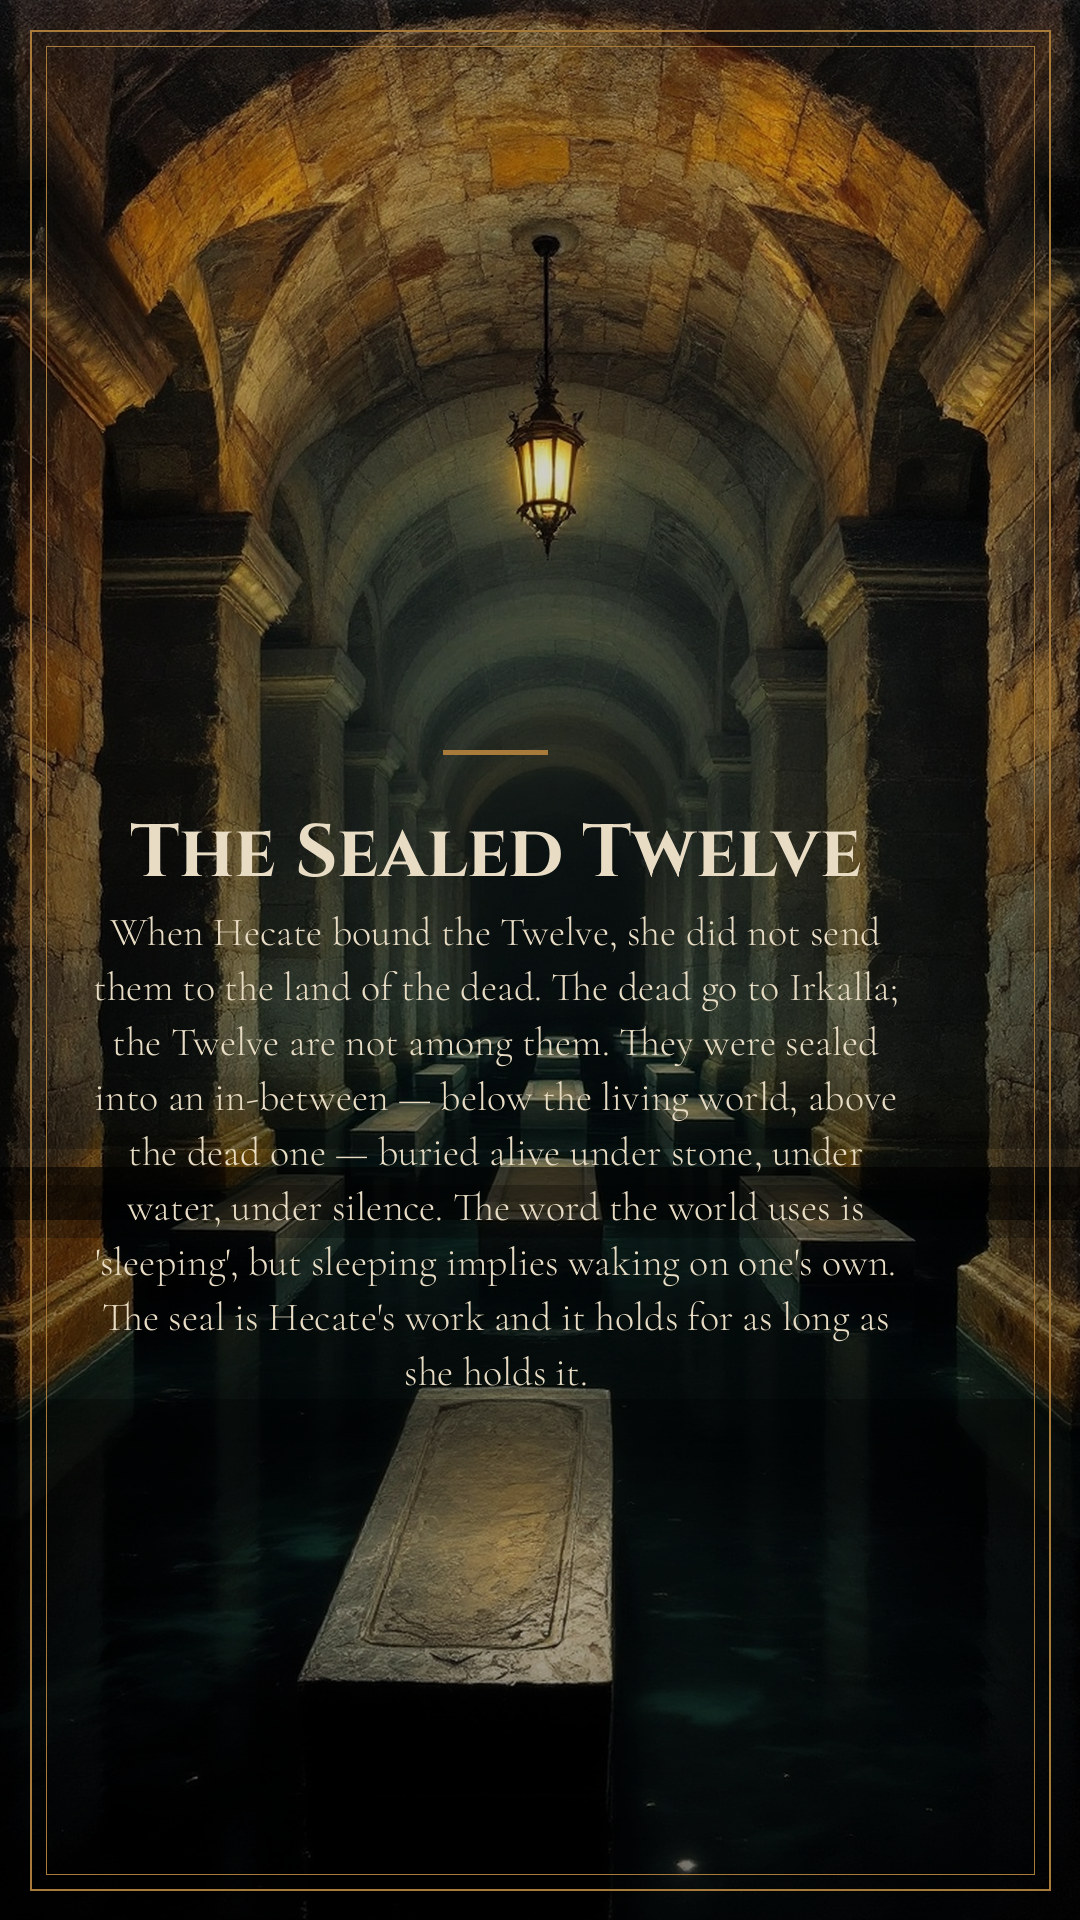 The Sealed Twelve
When Hecate bound the Twelve, she did not send
them to the land of the dead. The dead go to Irkalla;
the Twelve are not among them. They were sealed
into an in-between — below the living world, above
the dead one — buried alive under stone, under
water, under silence. The word the world uses is
'sleeping', but sleeping implies waking on one's own.
The seal is Hecate's work and it holds for as long as
she holds it.